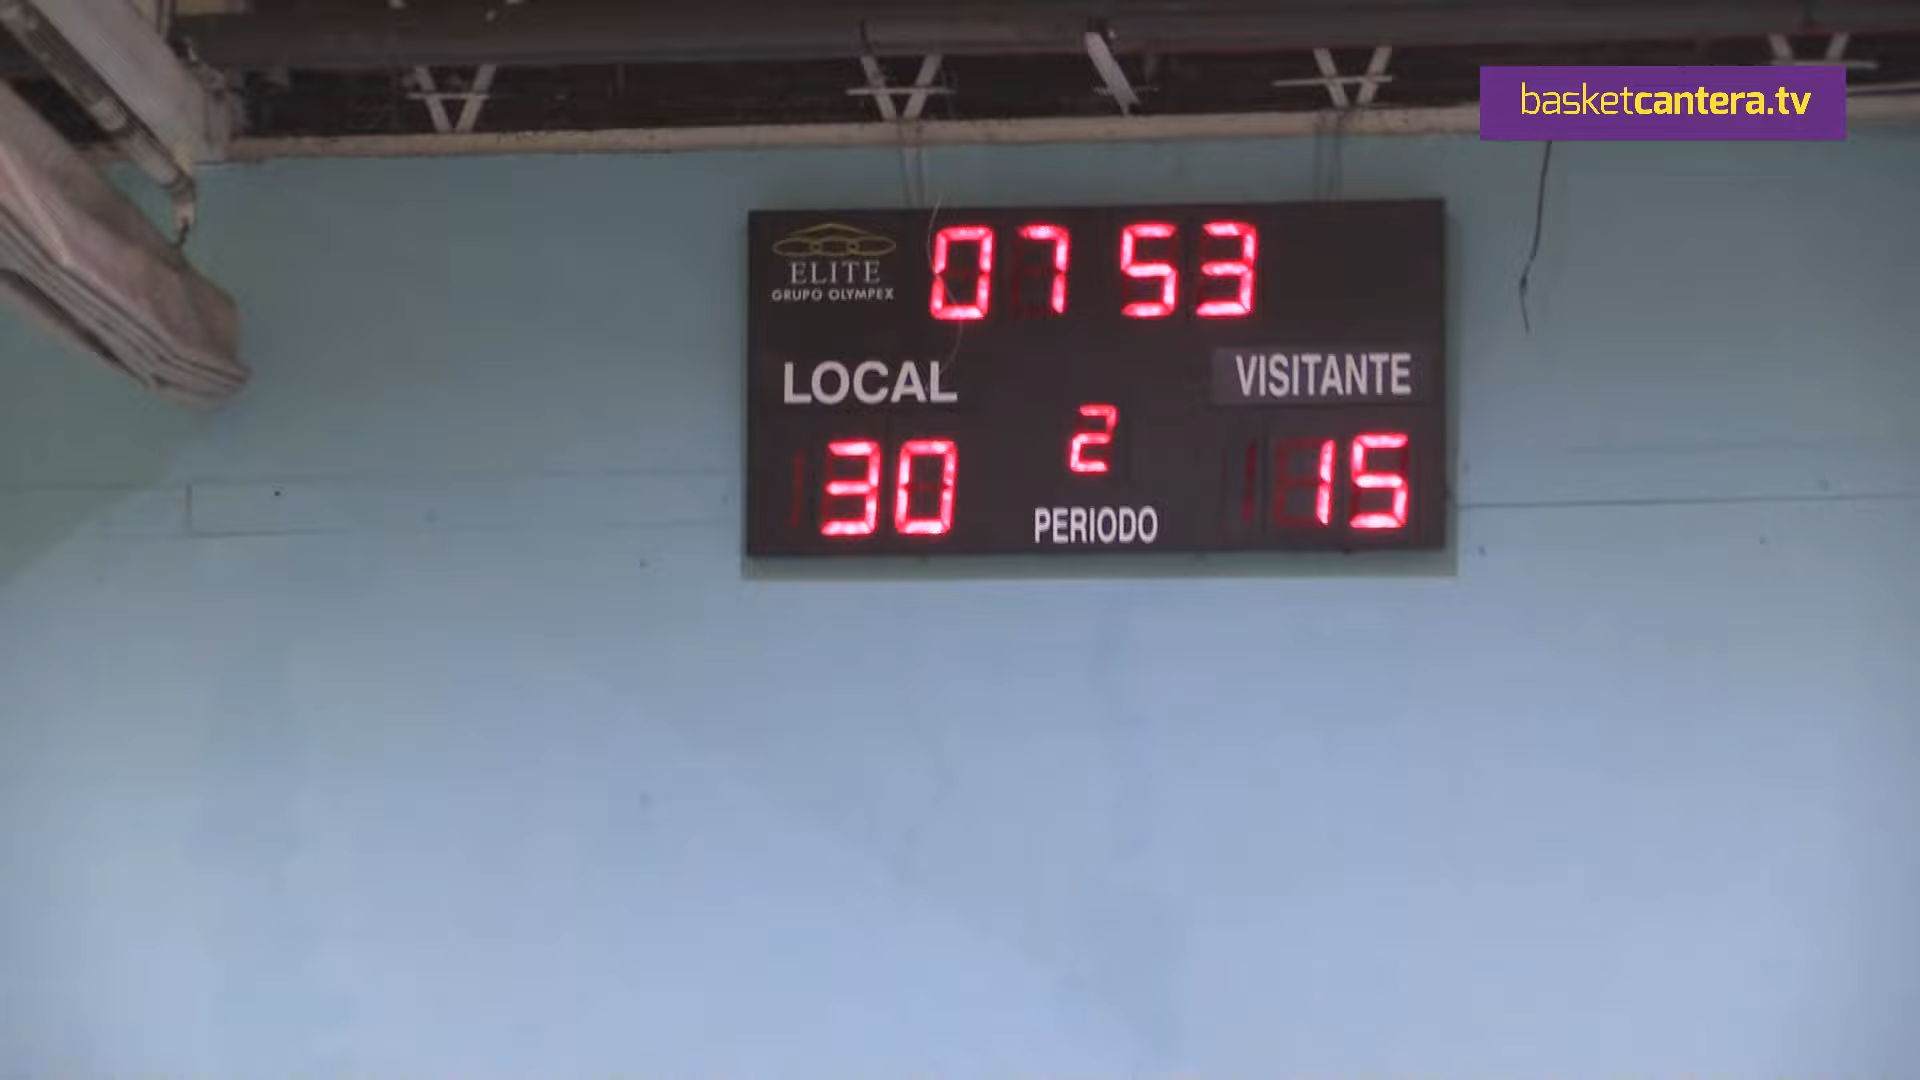 basketcantera.tv
07 53
ELITE
GRUPO OLYMPEX
LOCAL
VISITANTE
2
30
15
PERIODO